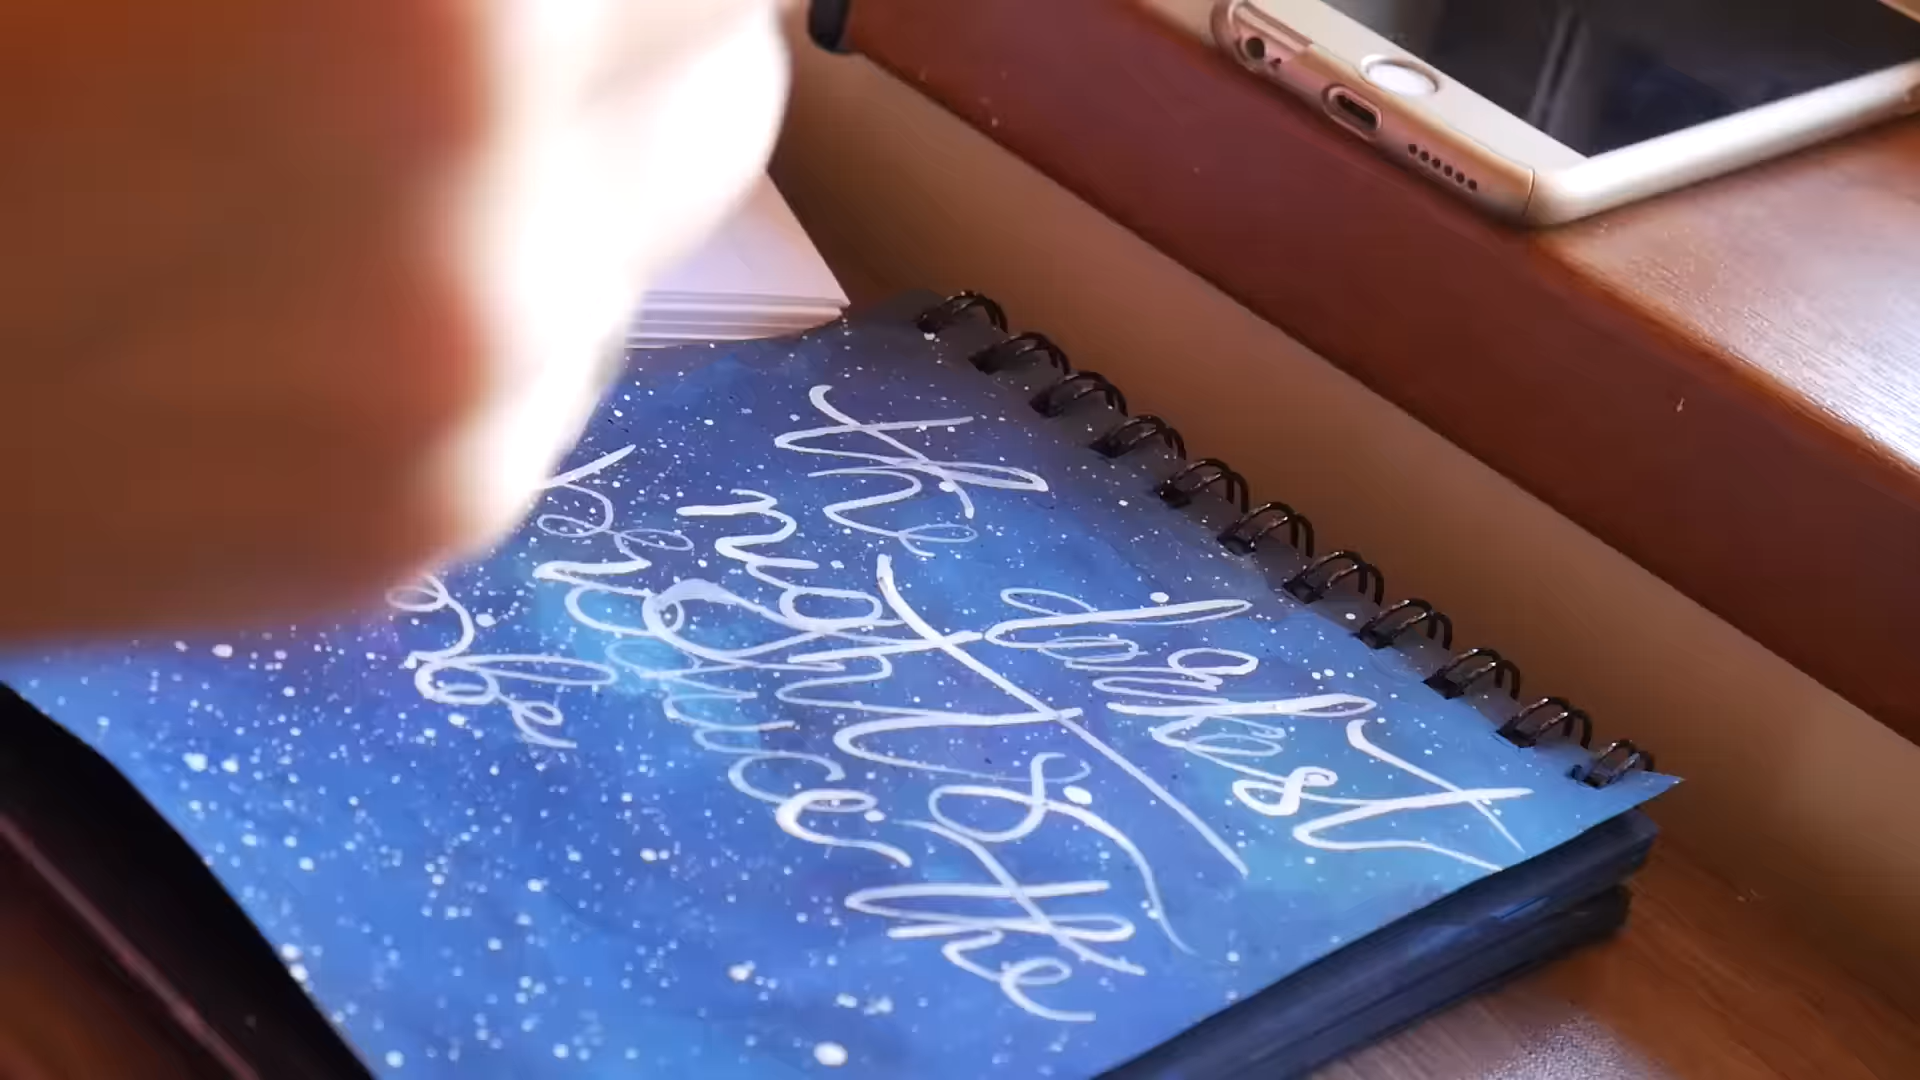 the darkest
nights
produce the